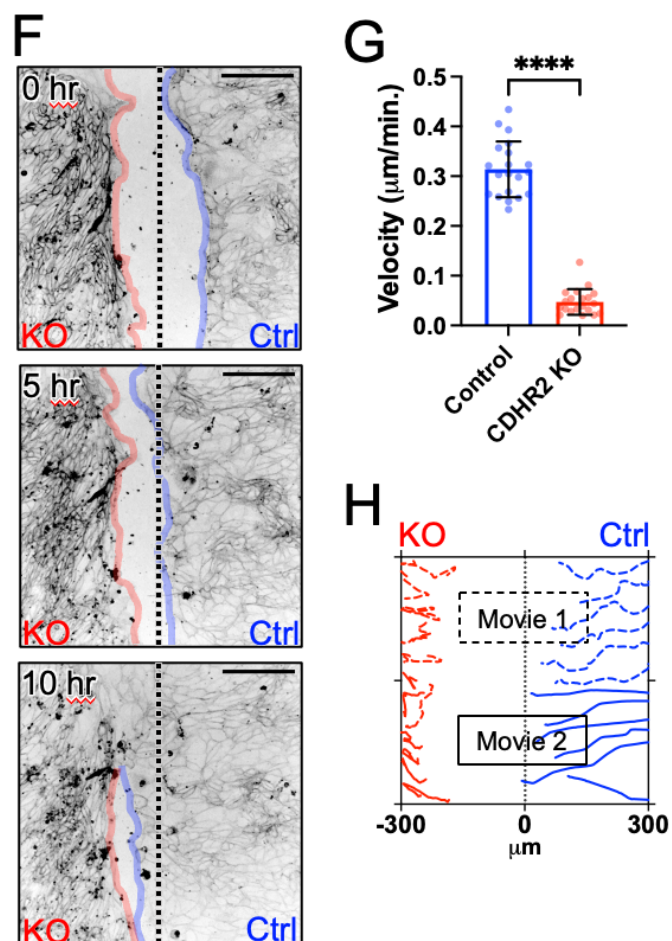 F
0 hr
KO
Ctrl
5 hr
KO
Ctrl
10 hr
KO
Ctrl
G
****
Velocity (μm/min.)
0.5
0.4
0.3
0.2
0.1
0.0
Control
CDHR2 KO
H
KO
Ctrl
Movie 1
Movie 2
-300
0
300
μm